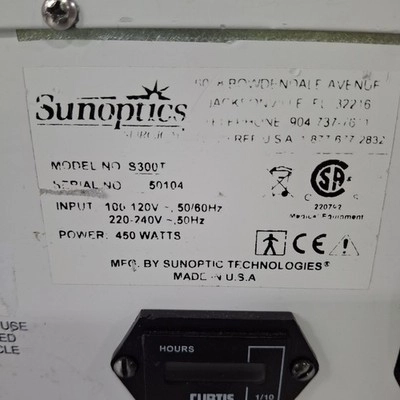 Sunoptics
SURGICAL
BOWDENDALE AVENUE
JACKSONVILLE, FL 32216
TELEPHONE 904 737-7611
U.S.A. 1 877 677 2832
MODEL NO S300T
SERIAL NO 50104
INPUT: 100-120V ~, 50/60Hz
220-240V ~, 50Hz
POWER: 450 WATTS
C
SA
S
Medical Equipment
CE
MFG. BY SUNOPTIC TECHNOLOGIES®
MADE IN U.S.A
USE
ED
CLE
HOURS
CURTIS
1/10